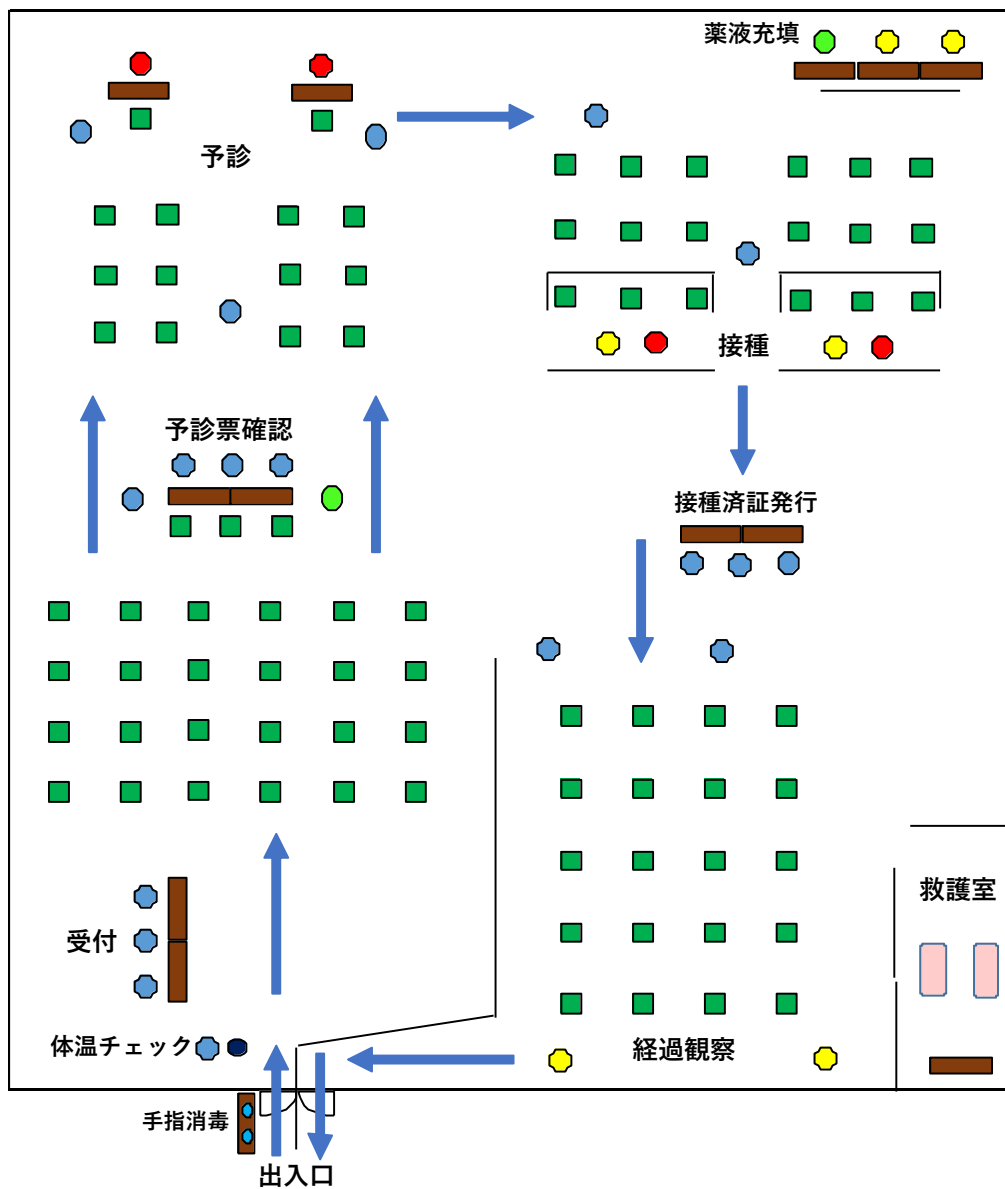 薬液充填
予診
接種
予診票確認
接種済証発行
受付
救護室
体温チェック
経過観察
手指消毒
出入口